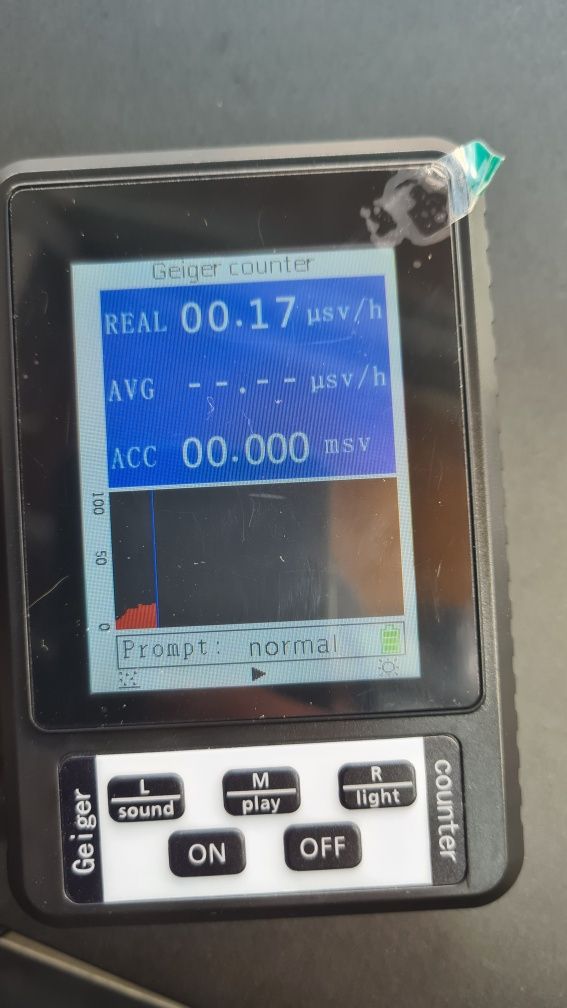 Geiger counter
REAL 00.17 µsv/h
AVG --.-- µsv/h
ACC 00.000 msv
100
50
0
Prompt: normal
L
sound
M
play
R
light
ON
OFF
Geiger
counter